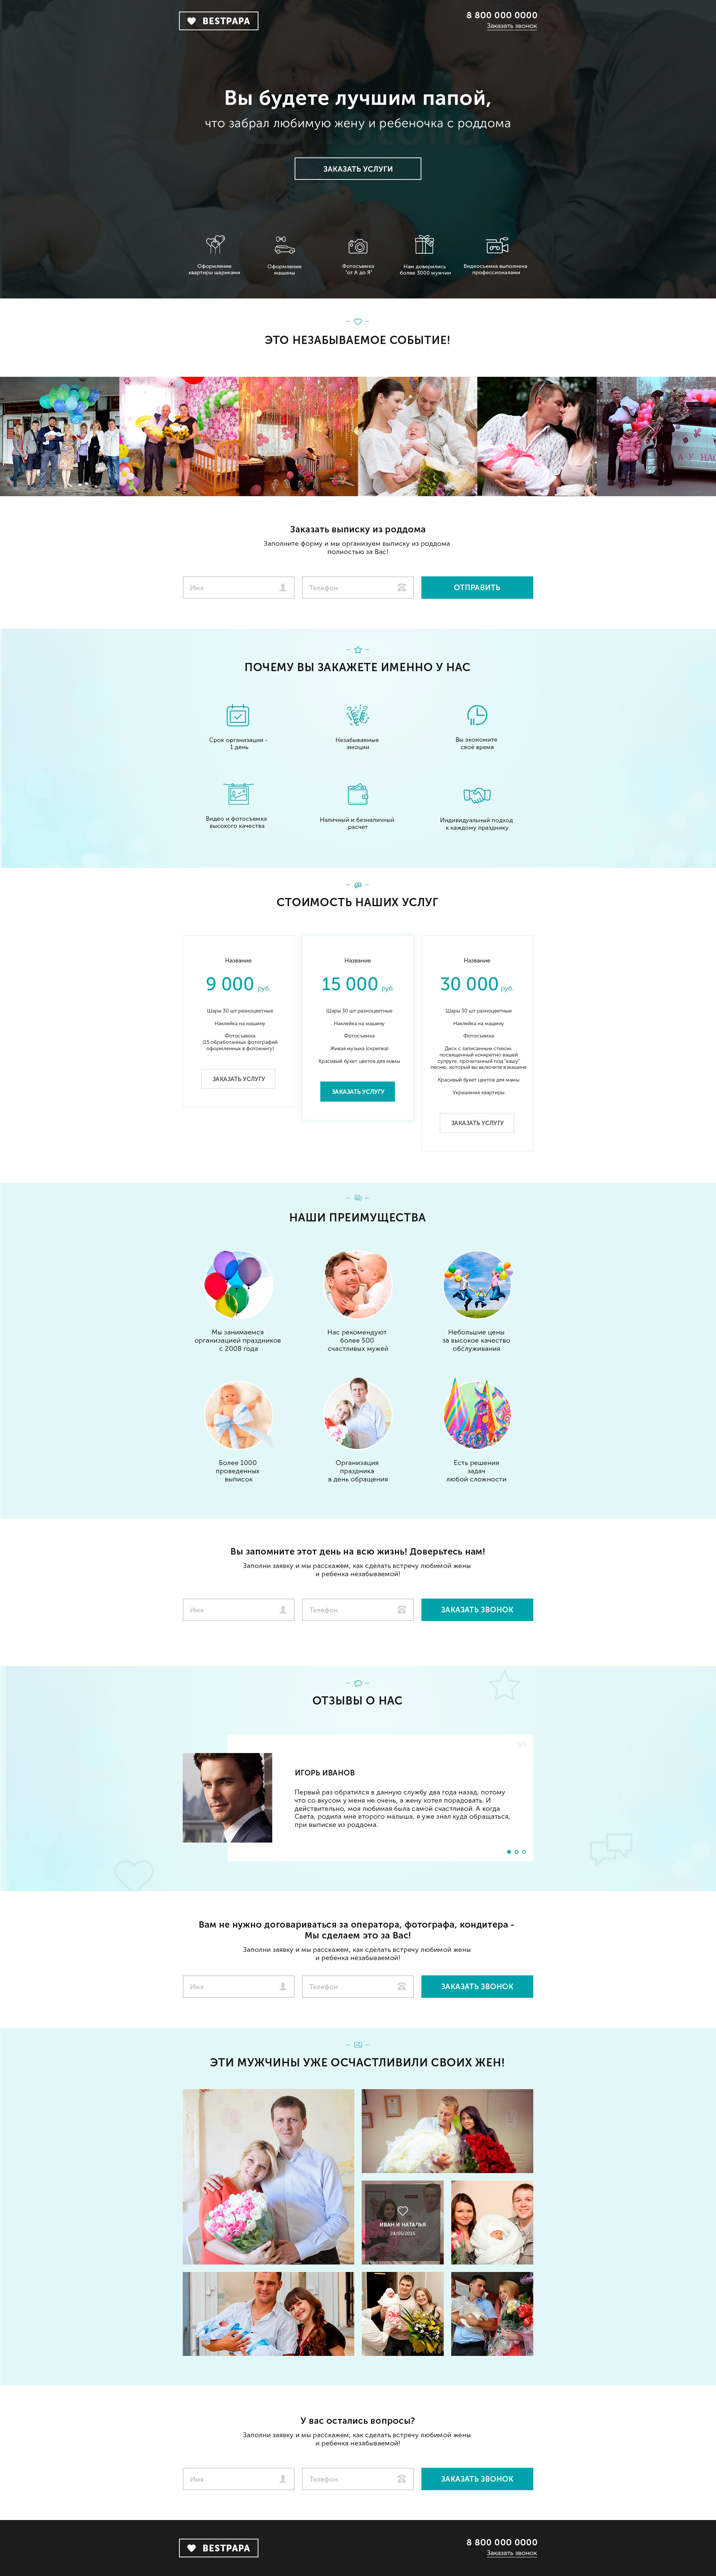 BESTPAPA
8 800 000 0000
Заказать звонок
Вы будете лучшим папой,
что забрал любимую жену и ребеночка с роддома
ЗАКАЗАТЬ УСЛУГИ
Оформление
квартиры шариками
Оформление
машины
Фотосъемка
"от А до Я"
Нам доверились
более 3000 мужчин
Видеосъемка выполнена
профессионалами
ЭТО НЕЗАБЫВАЕМОЕ СОБЫТИЕ!
Заказать выписку из роддома
Заполните форму и мы организуем выписку из роддома
полностью за Вас!
Имя
Телефон
ОТПРАВИТЬ
ПОЧЕМУ ВЫ ЗАКАЖЕТЕ ИМЕННО У НАС
Срок организации -
1 день
Незабываемые
эмоции
Вы экономите
своё время
Видео и фотосъемка
высокого качества
Наличный и безналичный
расчет
Индивидуальный подход
к каждому празднику
СТОИМОСТЬ НАШИХ УСЛУГ
Название
9 000 руб.
Шары 30 шт разноцветные
Наклейка на машину
Фотосъемка
(15 обработанных фотографий
оформленных в фотокнигу)
ЗАКАЗАТЬ УСЛУГУ
Название
15 000 руб.
Шары 30 шт разноцветные
Наклейка на машину
Фотосъемка
Живая музыка (скрипка)
Красивый букет цветов для мамы
ЗАКАЗАТЬ УСЛУГУ
Название
30 000 руб.
Шары 30 шт разноцветные
Наклейка на машину
Фотосъемка
Диск с записанным стихом,
посвященный конкретно вашей
супруге, прочитанный под "вашу"
песню, который вы включите в машине
Красивый букет цветов для мамы
Украшение квартиры
ЗАКАЗАТЬ УСЛУГУ
НАШИ ПРЕИМУЩЕСТВА
Мы занимаемся
организацией праздников
с 2008 года
Нас рекомендуют
более 500
счастливых мужей
Небольшие цены
за высокое качество
обслуживания
Более 1000
проведенных
выписок
Организация
праздника
в день обращения
Есть решения
задач
любой сложности
Вы запомните этот день на всю жизнь! Доверьтесь нам!
Заполни заявку и мы расскажем, как сделать встречу любимой жены
и ребенка незабываемой!
Имя
Телефон
ЗАКАЗАТЬ ЗВОНОК
ОТЗЫВЫ О НАС
1/3
ИГОРЬ ИВАНОВ
Первый раз обратился в данную службу два года назад, потому
что со вкусом у меня не очень, а жену хотел порадовать. И
действительно, моя любимая была самой счастливой. А когда
Света, родила мне второго малыша, я уже знал куда обращаться,
при выписке из роддома.
Вам не нужно договариваться за оператора, фотографа, кондитера -
Мы сделаем это за Вас!
Заполни заявку и мы расскажем, как сделать встречу любимой жены
и ребенка незабываемой!
Имя
Телефон
ЗАКАЗАТЬ ЗВОНОК
ЭТИ МУЖЧИНЫ УЖЕ ОСЧАСТЛИВИЛИ СВОИХ ЖЕН!
ИВАН И НАТАЛЬЯ
24/05/2015
У вас остались вопросы?
Заполни заявку и мы расскажем, как сделать встречу любимой жены
и ребенка незабываемой!
Имя
Телефон
ЗАКАЗАТЬ ЗВОНОК
BESTPAPA
8 800 000 0000
Заказать звонок